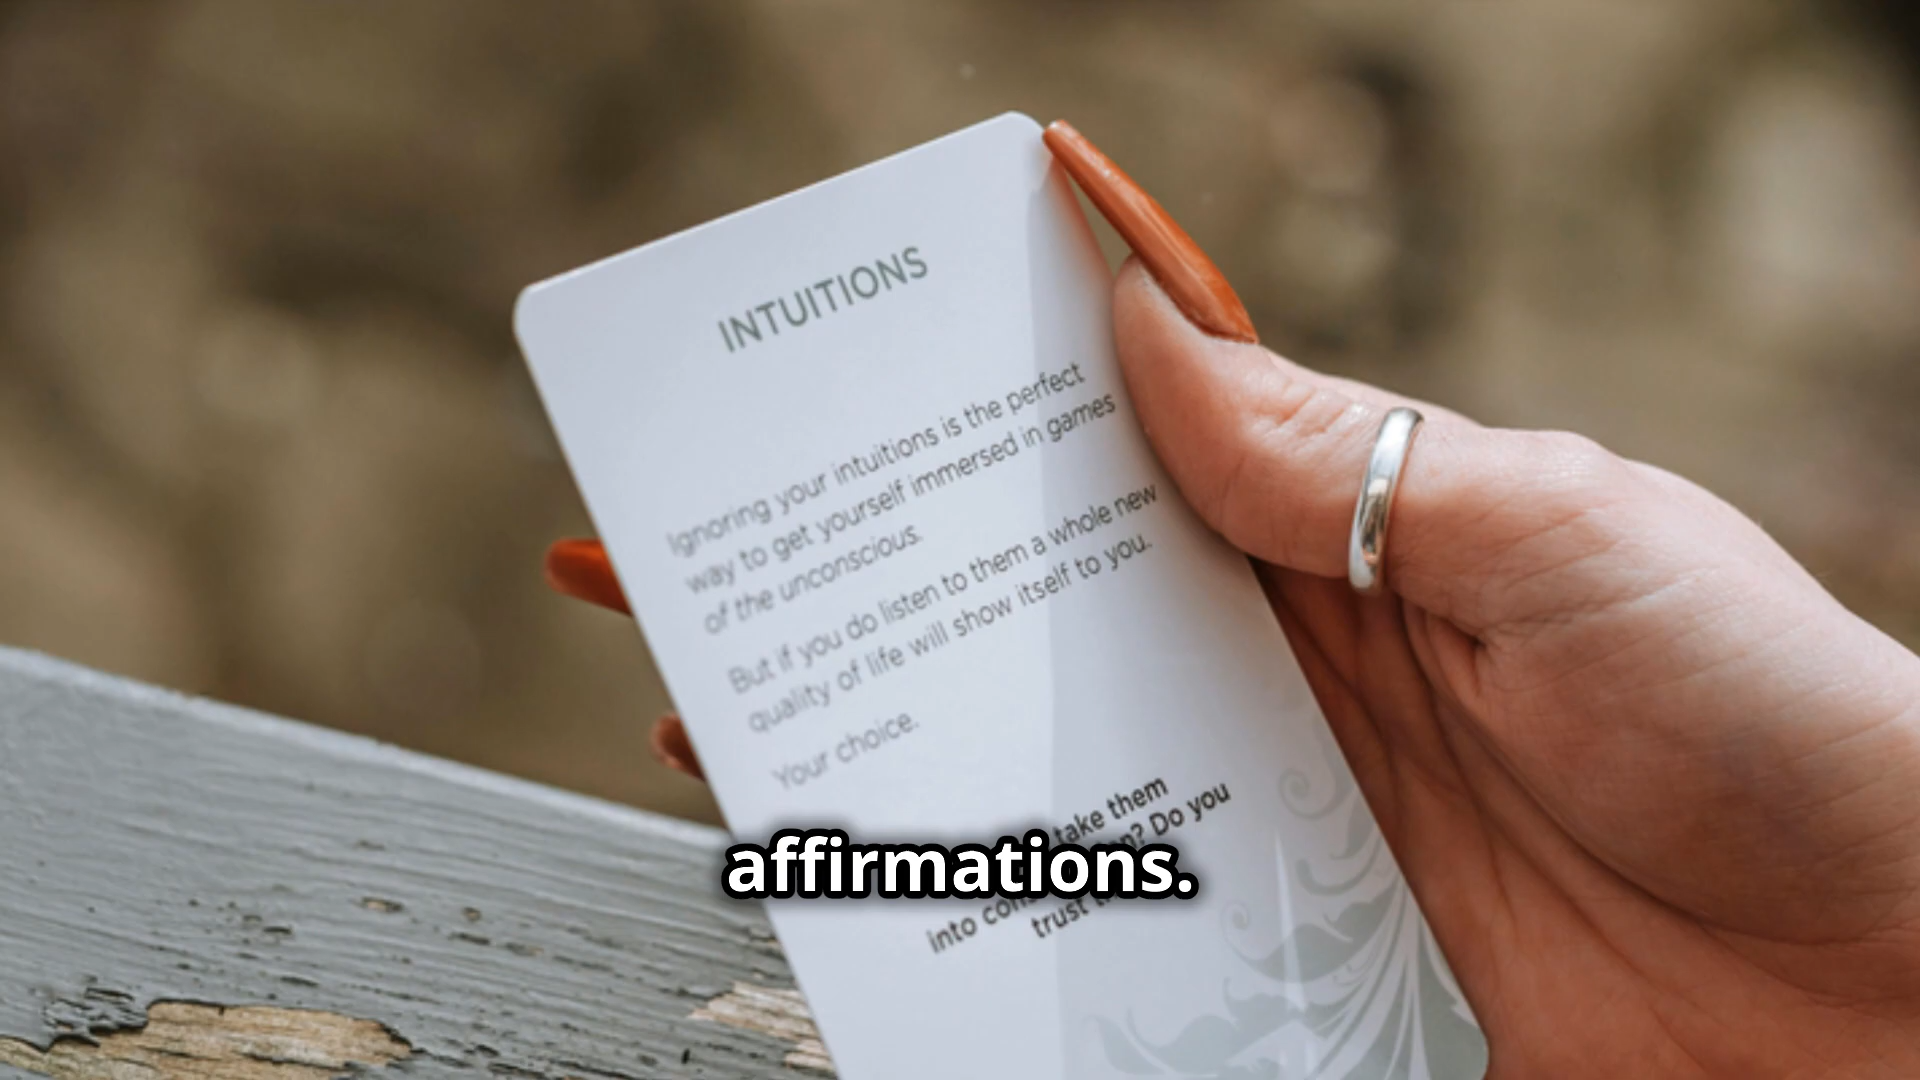 INTUITIONS
Ignoring your intuitions is the perfect
way to get yourself immersed in games
of the unconscious.
But if you do listen to them a whole new
quality of life will show itself to you.
Your choice.
take them
Do you
into
trust
affirmations.